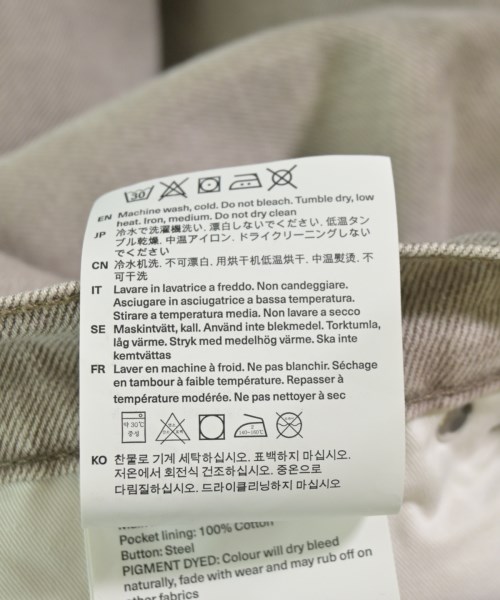 30
EN Machine wash, cold. Do not bleach. Tumble dry, low
heat. Iron, medium. Do not dry clean
JP 冷水で洗濯機洗い, 漂白しないでください, 低温タン
ブル乾燥, 中温アイロン, ドライクリーニングしない
でください
CN 冷水机洗, 不可漂白, 用烘干机低温烘干, 中温熨烫, 不
可干洗
IT Lavare in lavatrice a freddo. Non candeggiare.
Asciugare in asciugatrice a bassa temperatura.
Stirare a temperatura media. Non lavare a secco
SE Maskintvätt, kall. Använd inte blekmedel. Torktumla,
låg värme. Stryk med medelhög värme. Ska inte
kemtvättas
FR Laver en machine à froid. Ne pas blanchir. Séchage
en tambour à faible température. Repasser à
température modérée. Ne pas nettoyer à sec
약 30℃
중성
KO 찬물로 기계 세탁하십시오. 표백하지 마십시오.
저온에서 회전식 건조하십시오. 중온으로
다림질하십시오. 드라이클리닝하지 마십시오
Pocket lining: 100% Cotton
Button: Steel
PIGMENT DYED: Colour will dry bleed
naturally, fade with wear and may rub off on
other fabrics